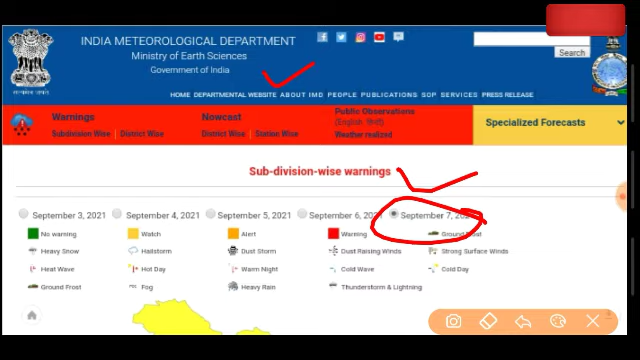 INDIA METEOROLOGICAL DEPARTMENT
Ministry of Earth Sciences
Government of India
Search
HOME DEPARTMENTAL WEBSITE ABOUT IMD PEOPLE PUBLICATIONS SOP SERVICES PRESS RELEASE
Warnings
Subdivision Wise | District Wise
Nowcast
District Wise | Station Wise
Public Observations
(English,
Weather realized
Specialized Forecasts
Sub-division-wise warnings
September 3, 2021 September 4, 2021 September 5, 2021 September 6, 2021 September 7, 20
No warning Watch Alert Warning Ground Frost
Heavy Snow Hailstorm Dust Storm Dust Raising Winds Strong Surface Winds
Heat Wave Hot Day Warm Night Cold Wave Cold Day
Ground Frost Fog Heavy Rain Thunderstorm & Lightning